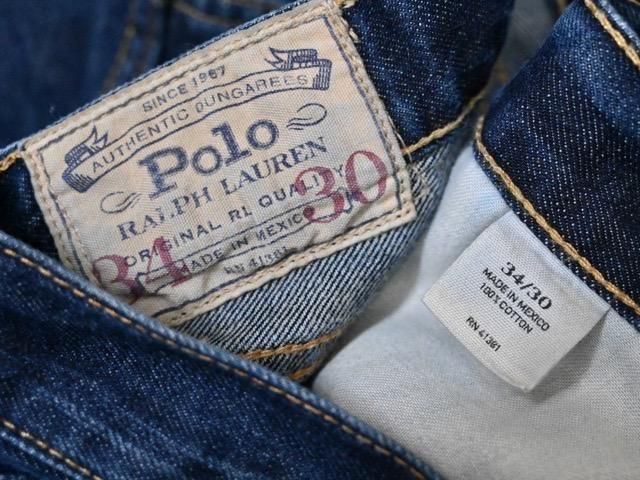 SINCE 1967
AUTHENTIC DUNGAREES
Polo
RALPH LAUREN
ORIGINAL RL QUALITY
MADE IN MEXICO
RN 41381
34 30
34/30
MADE IN MEXICO
100% COTTON
RN 41381